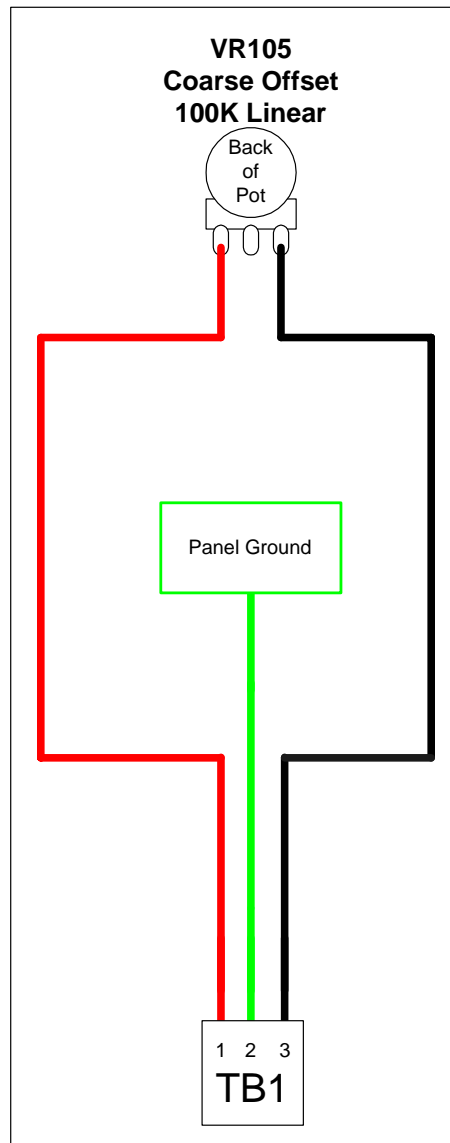 VR105
Coarse Offset
100K Linear
Back
of
Pot
Panel Ground
1 2 3
TB1